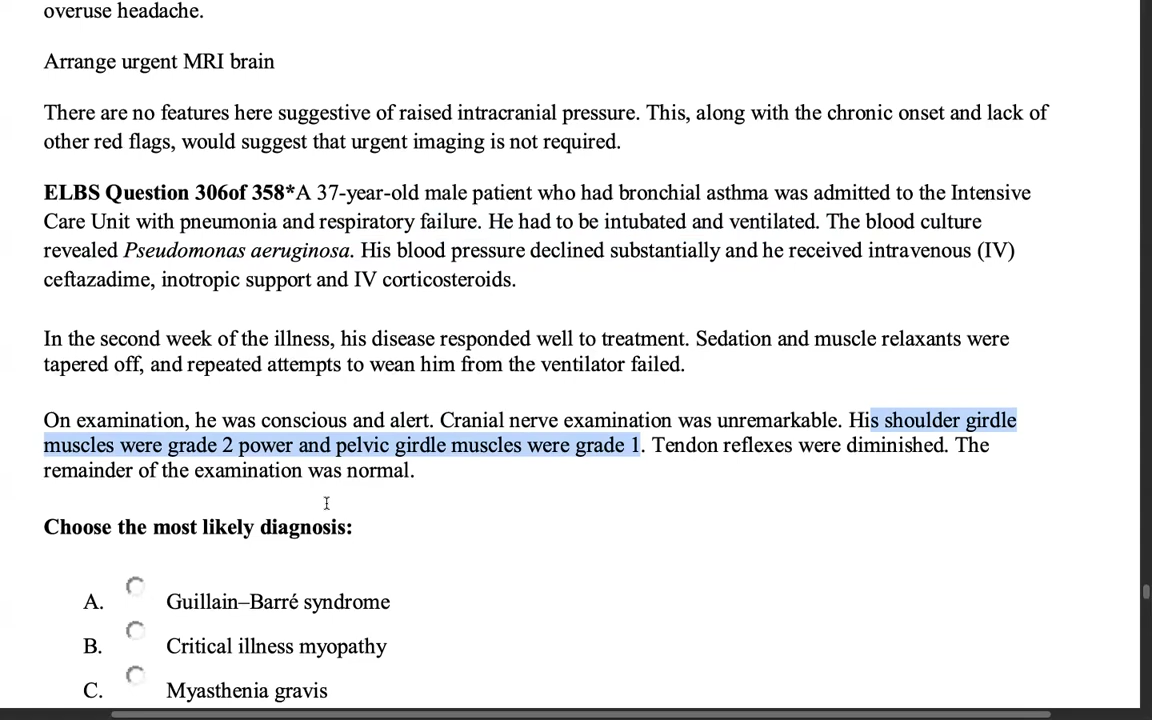 overuse headache.
Arrange urgent MRI brain
There are no features here suggestive of raised intracranial pressure. This, along with the chronic onset and lack of
other red flags, would suggest that urgent imaging is not required.
ELBS Question 306of 358*A 37-year-old male patient who had bronchial asthma was admitted to the Intensive
Care Unit with pneumonia and respiratory failure. He had to be intubated and ventilated. The blood culture
revealed Pseudomonas aeruginosa. His blood pressure declined substantially and he received intravenous (IV)
ceftazadime, inotropic support and IV corticosteroids.
In the second week of the illness, his disease responded well to treatment. Sedation and muscle relaxants were
tapered off, and repeated attempts to wean him from the ventilator failed.
On examination, he was conscious and alert. Cranial nerve examination was unremarkable. His shoulder girdle
muscles were grade 2 power and pelvic girdle muscles were grade 1. Tendon reflexes were diminished. The
remainder of the examination was normal.
Choose the most likely diagnosis:
A. Guillain–Barré syndrome
B. Critical illness myopathy
C. Myasthenia gravis